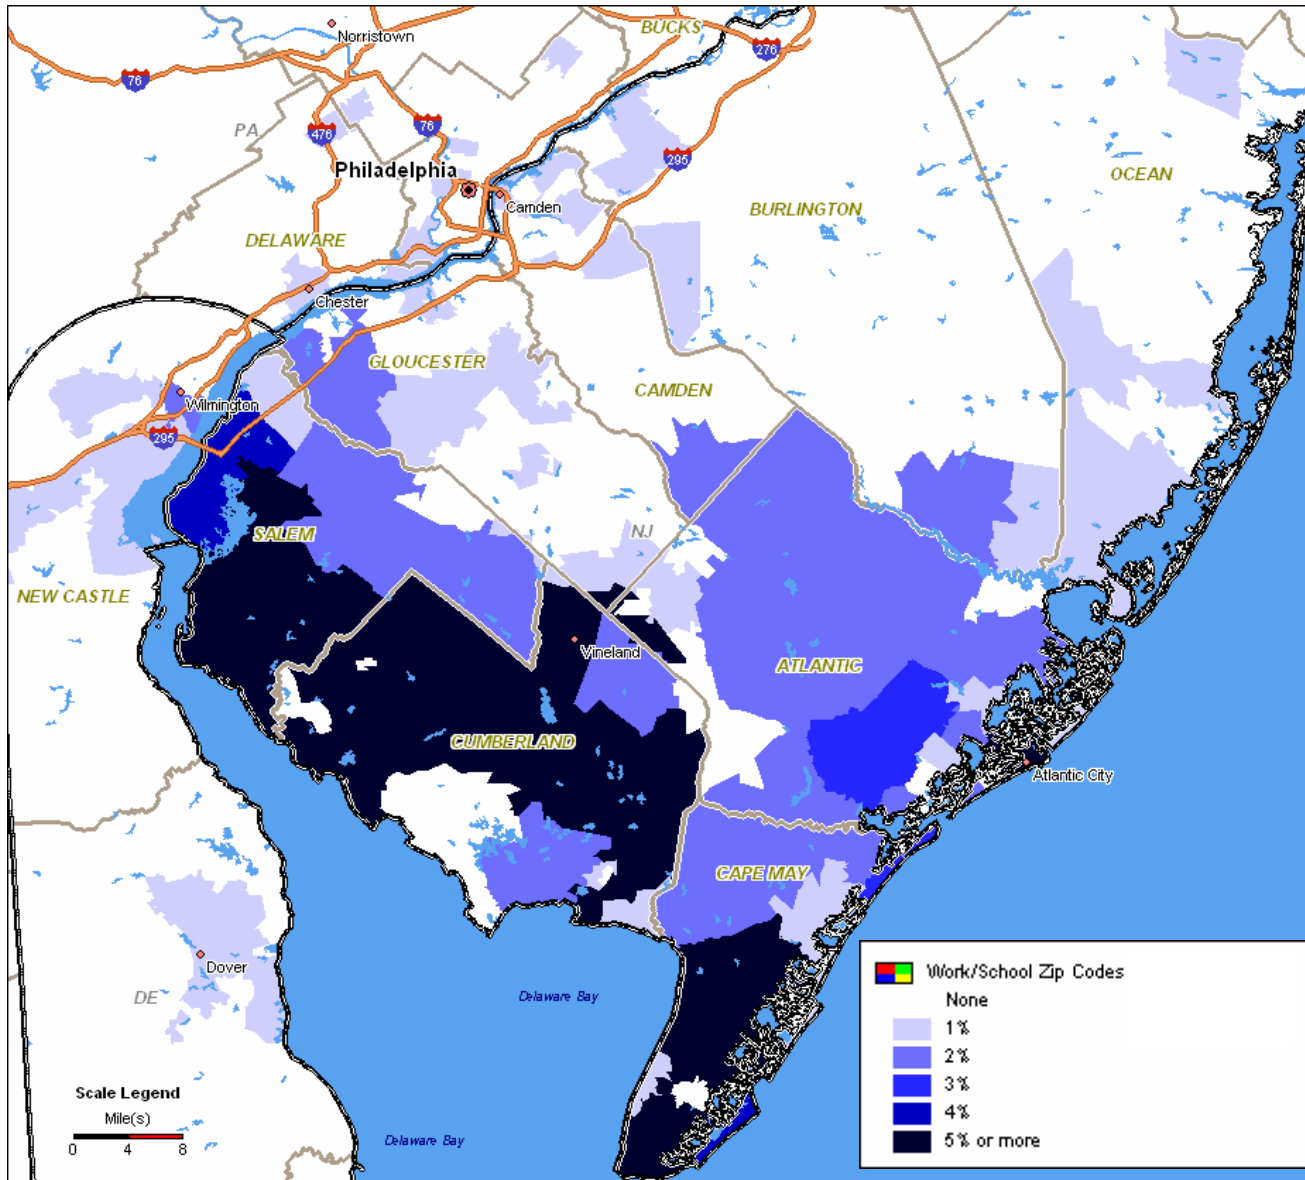 BUCKS
Norristown
276
76
PA
476
76
295
Philadelphia
OCEAN
Camden
BURLINGTON
DELAWARE
Chester
GLOUCESTER
CAMDEN
Wilmington
295
SALEM
NJ
NEW CASTLE
Vineland
ATLANTIC
CUMBERLAND
Atlantic City
CAPE MAY
Dover
DE
Delaware Bay
Delaware Bay
Scale Legend
Mile(s)
0 4 8
Work/School Zip Codes
None
1%
2%
3%
4%
5% or more